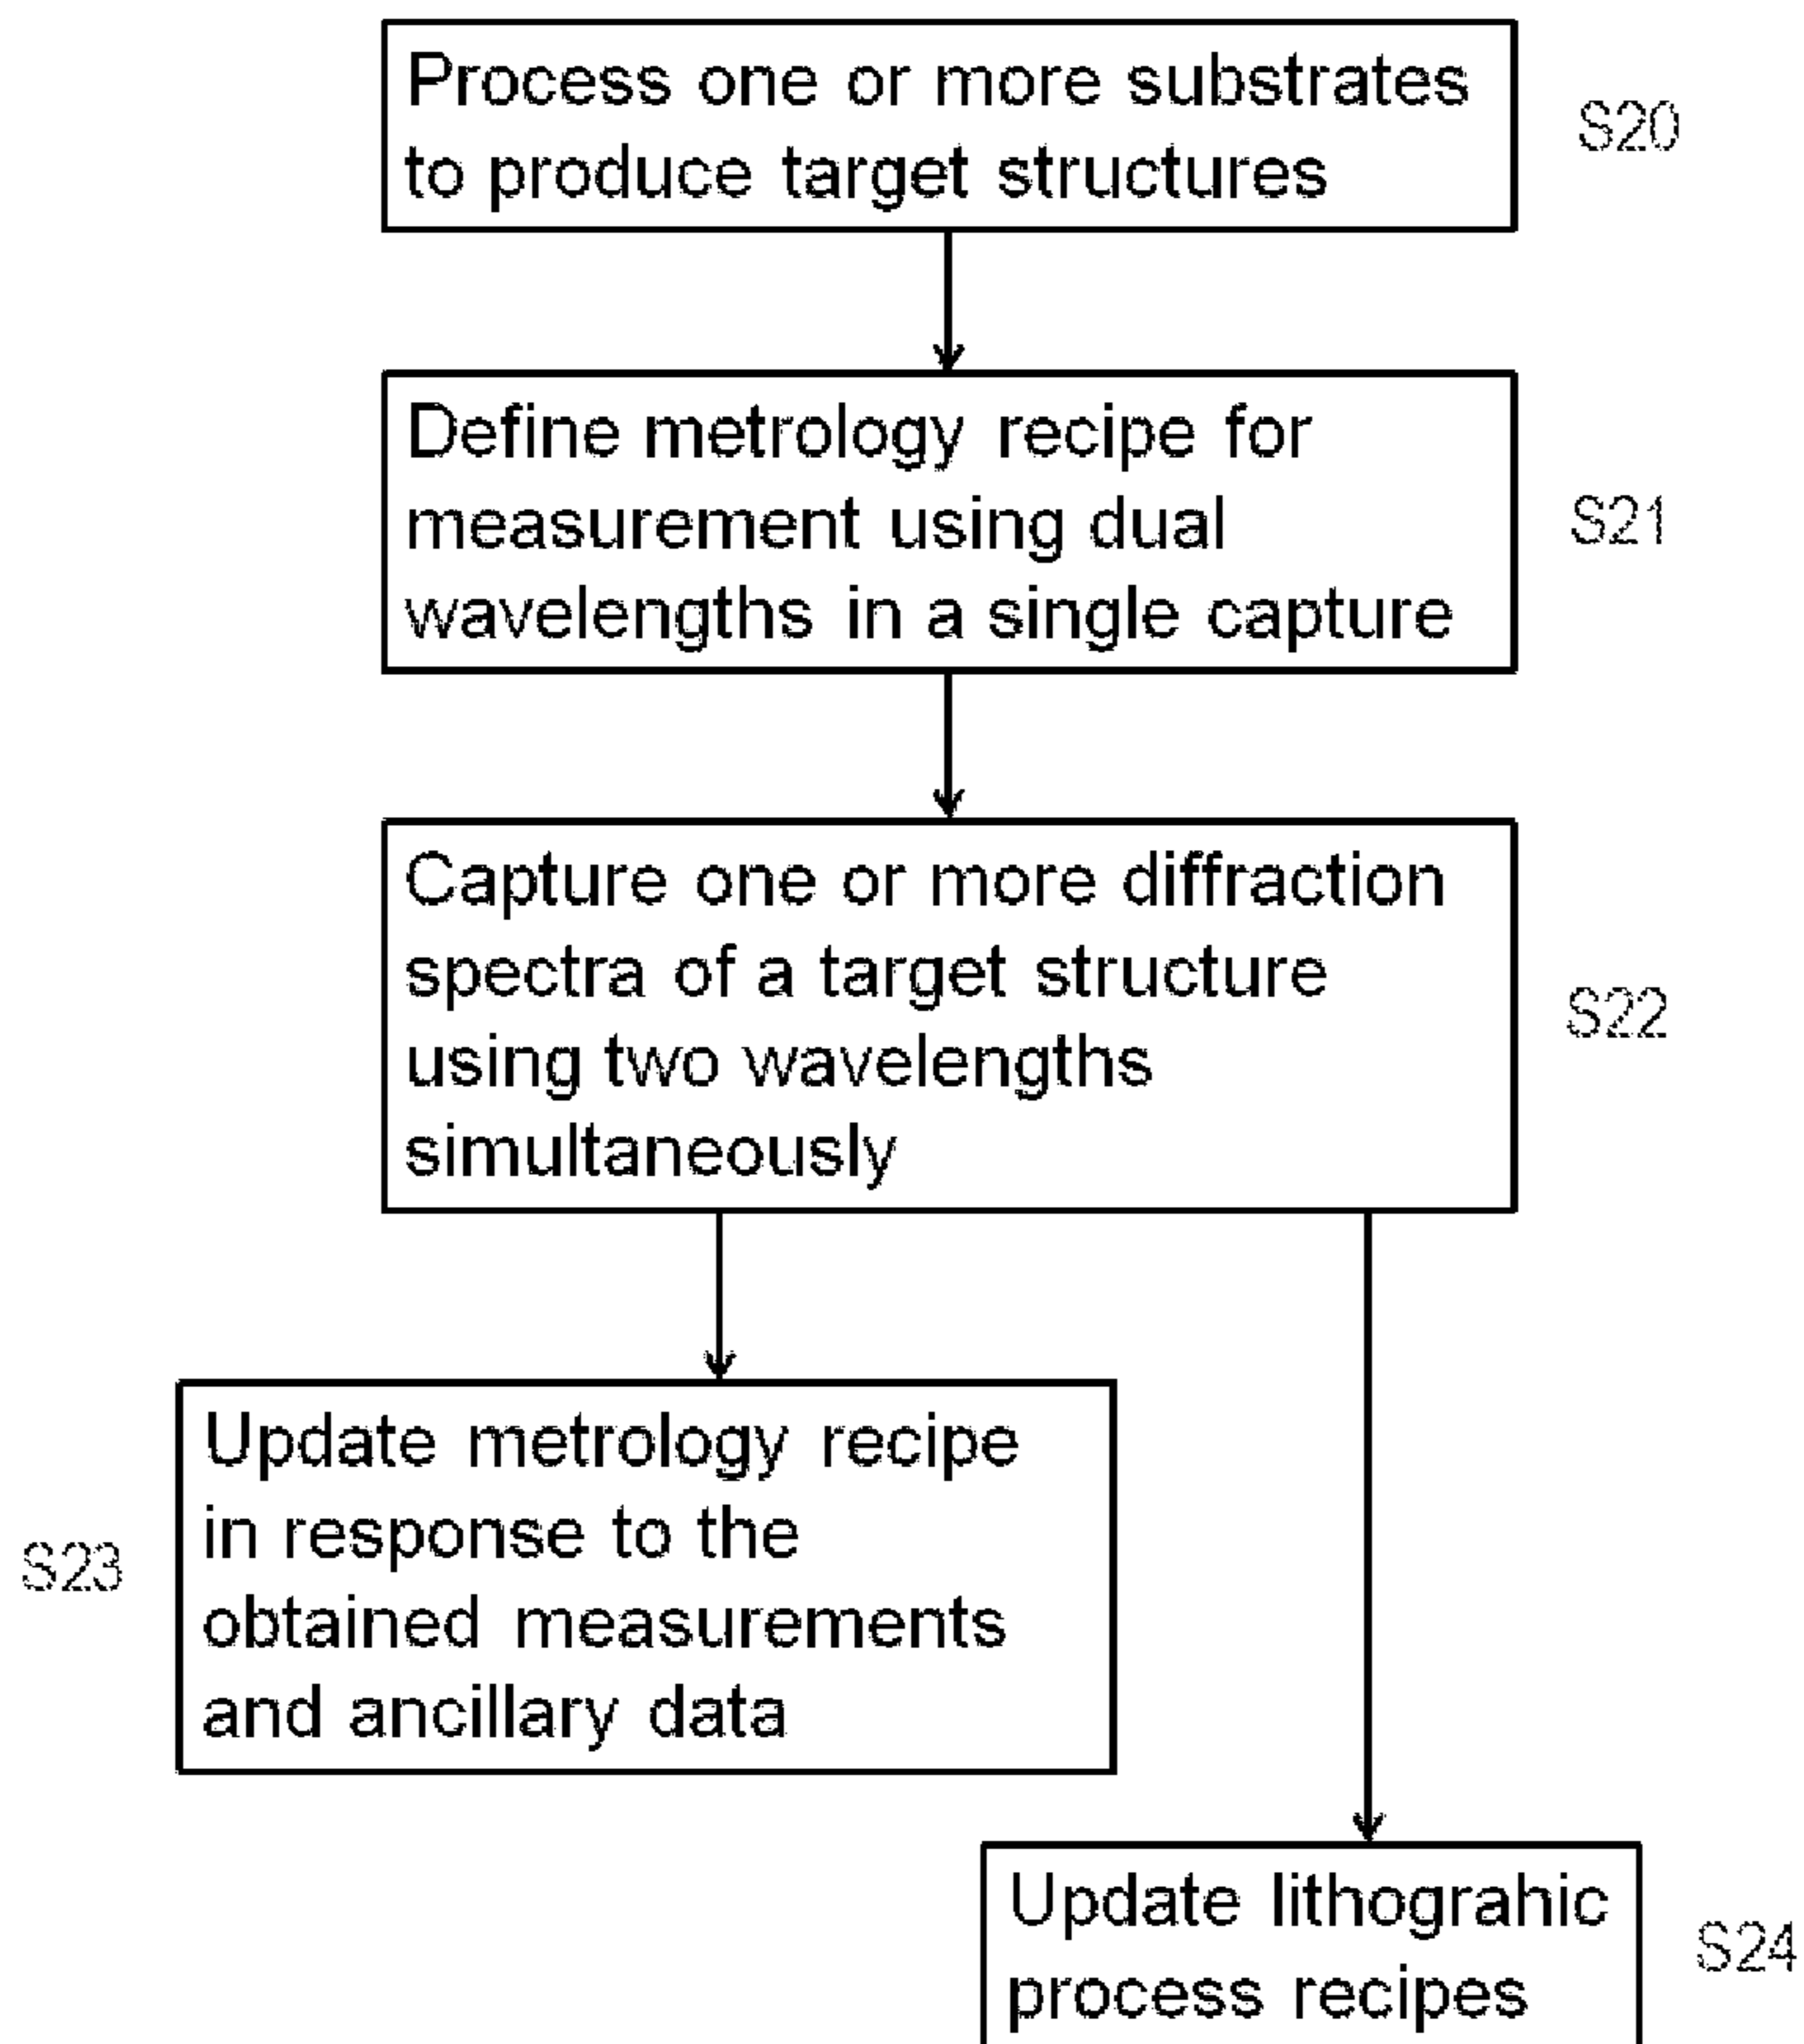 Process one or more substrates
to produce target structures
S20
Define metrology recipe for
measurement using dual
wavelengths in a single capture
S21
Capture one or more diffraction
spectra of a target structure
using two wavelengths
simultaneously
S22
Update metrology recipe
in response to the
obtained measurements
and ancillary data
S23
Update lithograhic
process recipes
S24